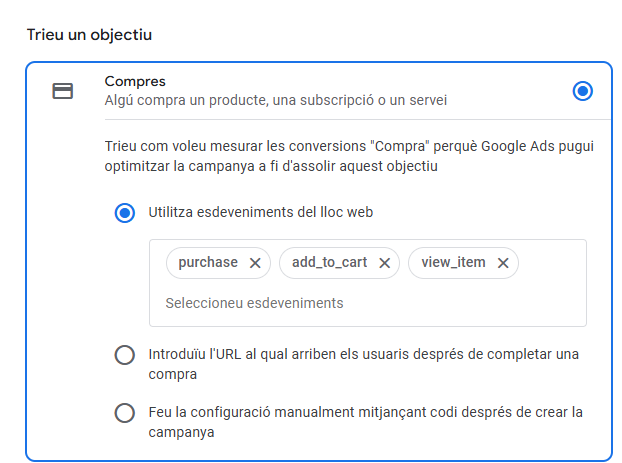 Trieu un objectiu
Compres
Algú compra un producte, una subscripció o un servei
Trieu com voleu mesurar les conversions "Compra" perquè Google Ads pugui
optimitzar la campanya a fi d'assolir aquest objectiu
Utilitza esdeveniments del lloc web
purchase add_to_cart view_item
Seleccioneu esdeveniments
Introduïu l'URL al qual arriben els usuaris després de completar una
compra
Feu la configuració manualment mitjançant codi després de crear la
campanya